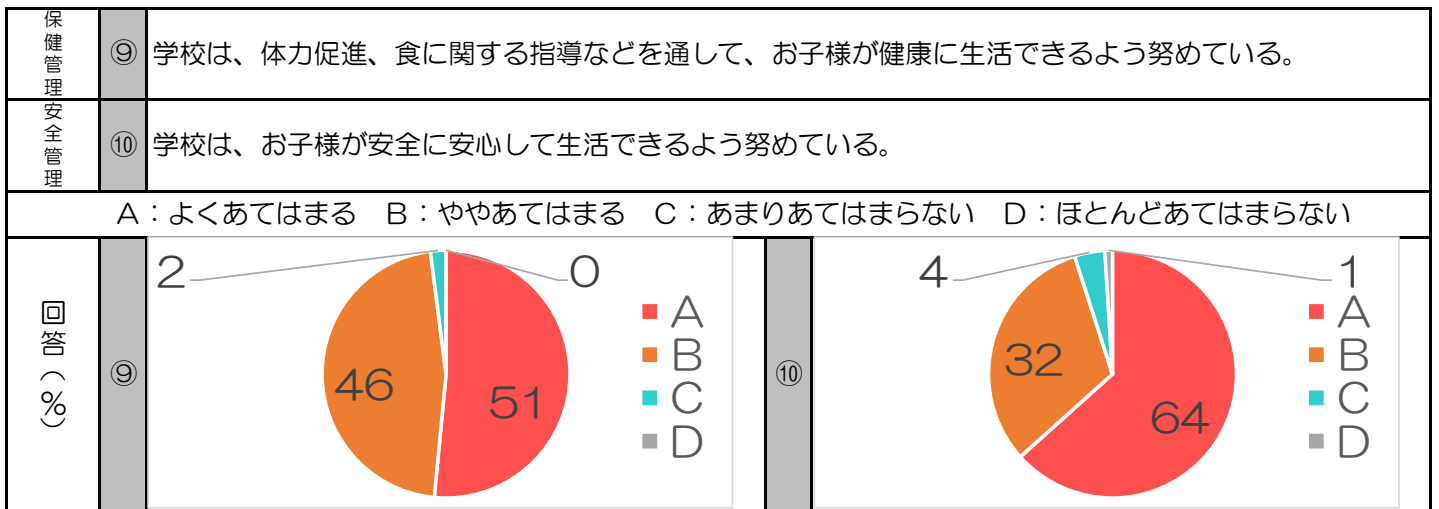 保健管理
⑨
学校は、体力促進、食に関する指導などを通して、お子様が健康に生活できるよう努めている。
安全管理
⑩
学校は、お子様が安全に安心して生活できるよう努めている。
A：よくあてはまる　B：ややあてはまる　C：あまりあてはまらない　D：ほとんどあてはまらない
回答（%）
⑨
2
0
46
51
A
B
C
D
⑩
4
1
32
64
A
B
C
D